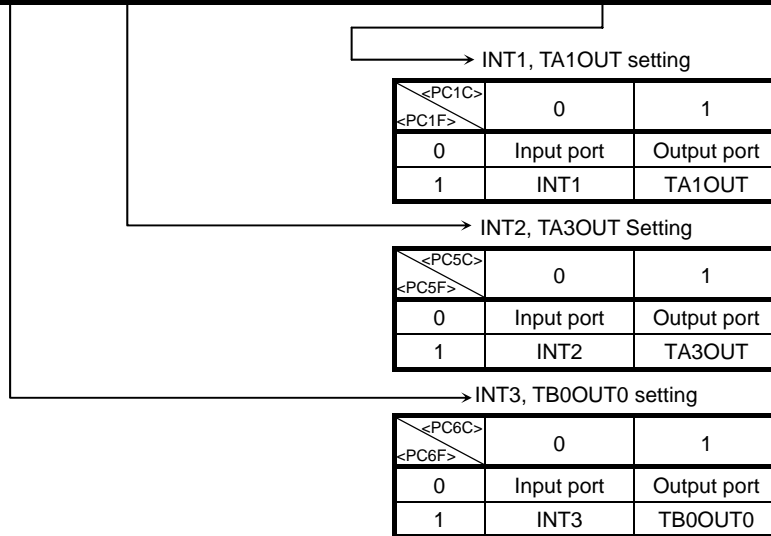 INT1, TA1OUT setting
<PC1C>
<PC1F>
0 1
0 Input port Output port
1 INT1 TA1OUT
INT2, TA3OUT Setting
<PC5C>
<PC5F>
0 1
0 Input port Output port
1 INT2 TA3OUT
INT3, TB0OUT0 setting
<PC6C>
<PC6F>
0 1
0 Input port Output port
1 INT3 TB0OUT0